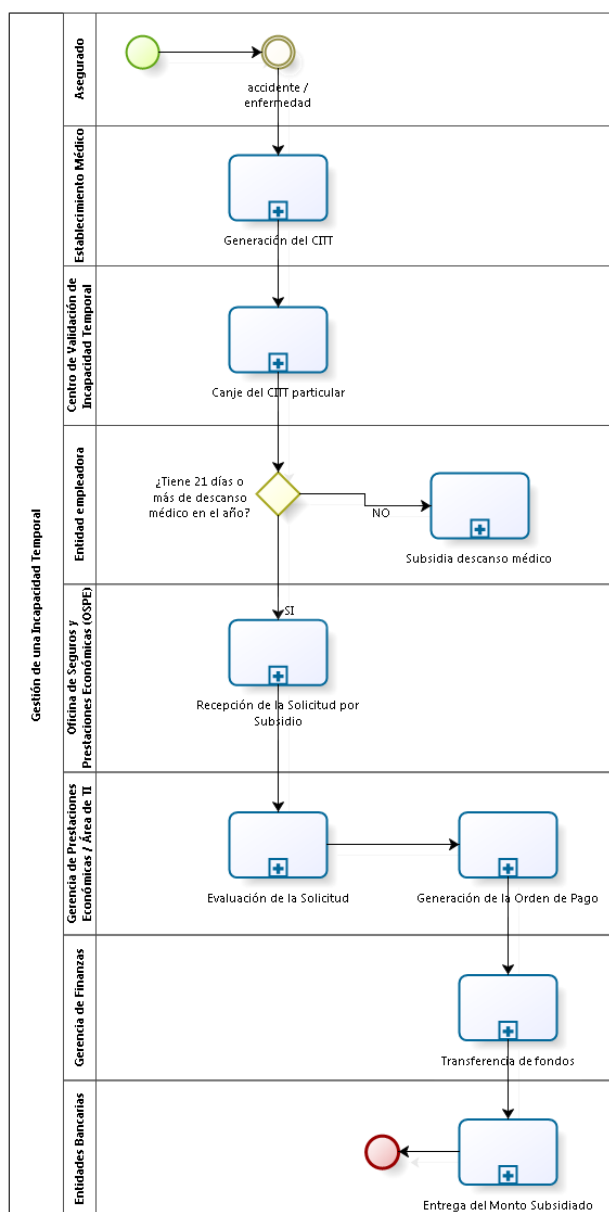 Gestión de una Incapacidad Temporal
Asegurado
accidente /
enfermedad
Establecimiento Médico
Generación del CITT
Centro de Validación de
Incapacidad Temporal
Canje del CITT particular
Entidad empleadora
¿Tiene 21 días o
más de descanso
médico en el año?
NO
Subsidia descanso médico
SI
Oficina de Seguros y
Prestaciones Económicas (OSPE)
Recepción de la Solicitud por
Subsidio
Gerencia de Prestaciones
Económicas / Área de TI
Evaluación de la Solicitud
Generación de la Orden de Pago
Gerencia de Finanzas
Transferencia de fondos
Entidades Bancarias
Entrega del Monto Subsidiado